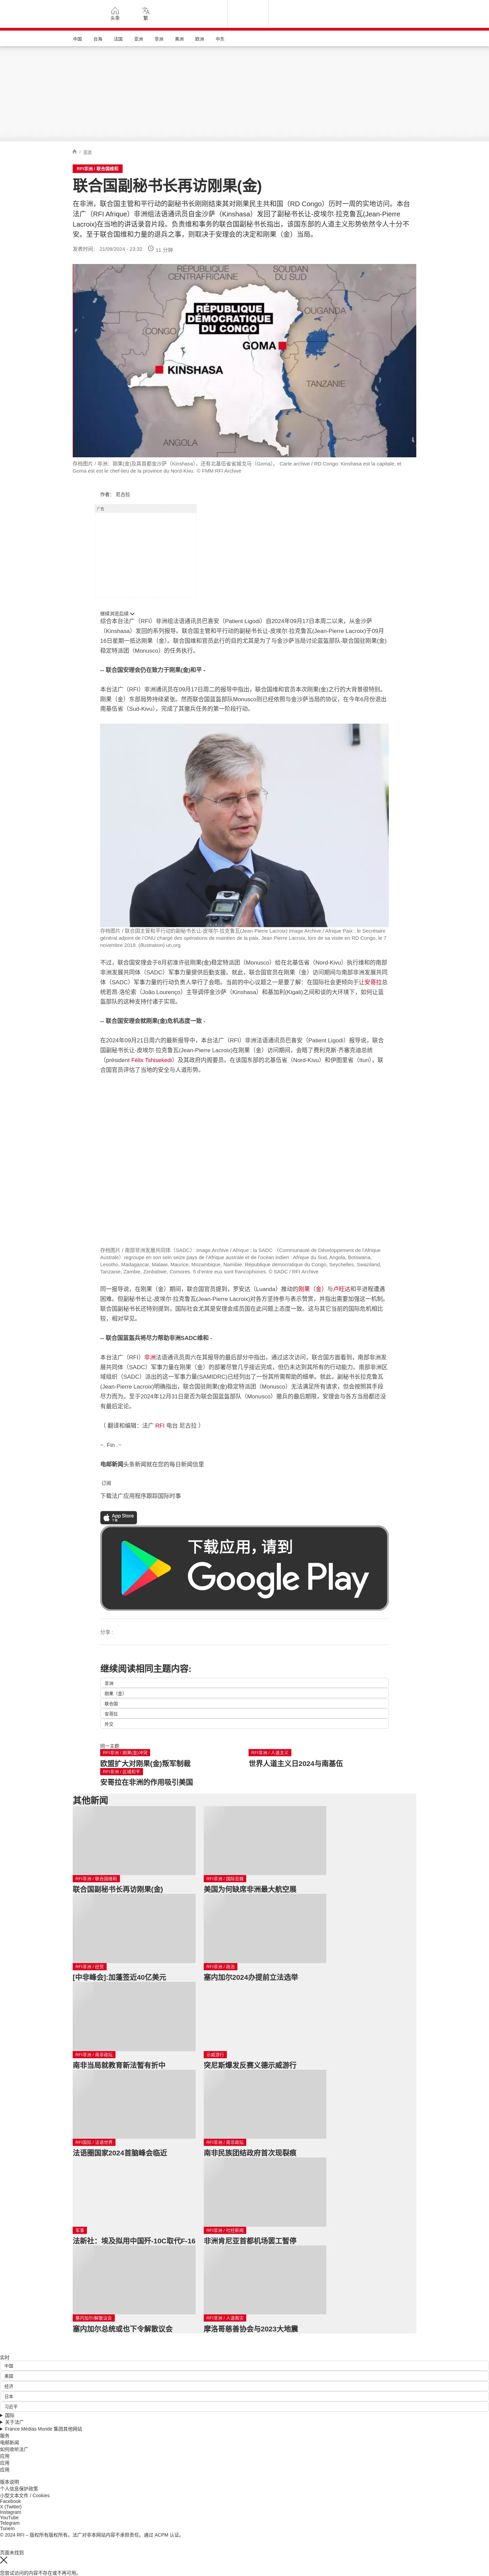 头条
繁
中国 台海 法国 亚洲 非洲 美洲 欧洲 中东
/ 非洲
RFI非洲 / 联合国维和
联合国副秘书长再访刚果(金)
在非洲，联合国主管和平行动的副秘书长刚刚结束其对刚果民主共和国（RD Congo）历时一周的实地访问。本台
法广（RFI Afrique）非洲组法语通讯员自金沙萨（Kinshasa）发回了副秘书长让-皮埃尔·拉克鲁瓦(Jean-Pierre
Lacroix)在当地的讲话录音片段。负责维和事务的联合国副秘书长指出，该国东部的人道主义形势依然令人十分不
安。至于联合国维和力量的退兵之事，则取决于安理会的决定和刚果（金）当局。
发表时间： 21/09/2024 - 23:32 11 分钟
RÉPUBLIQUE
CENTRAFRICAINE
SOUDAN
DU SUD
RÉPUBLIQUE
DÉMOCRATIQUE
DU CONGO
OUGANDA
CONGO
GOMA
KINSHASA
TANZANIE
ANGOLA
存档图片 / 非洲：刚果(金)及其首都金沙萨（Kinshasa），还有北基伍省省城戈马（Goma）。 Carte archive / RD Congo: Kinshasa est la capitale, et
Goma est est le chef-lieu de la province du Nord-Kivu. © FMM RFI Archive
作者： 尼古拉
广告
继续浏览后续
综合本台法广（RFI）非洲组法语通讯员巴喜安（Patient Ligodi）自2024年09月17日本周二以来，从金沙萨
（Kinshasa）发回的系列报导。联合国主管和平行动的副秘书长让-皮埃尔·拉克鲁瓦(Jean-Pierre Lacroix)于09月
16日星期一抵达刚果（金）。联合国维和官员此行的目的尤其是为了与金沙萨当局讨论蓝盔部队-联合国驻刚果(金)
稳定特派团（Monusco）的任务执行。
-- 联合国安理会仍在致力于刚果(金)和平 -
本台法广（RFI）非洲通讯员在09月17日周二的报导中指出，联合国维和官员本次刚果(金)之行的大背景很特别。
刚果（金）东部局势持续紧张。然而联合国蓝盔部队Monusco则已经依照与金沙萨当局的协议，在今年6月份退出
南基伍省（Sud-Kivu），完成了其撤兵任务的第一阶段行动。
存档图片 / 联合国主管和平行动的副秘书长让-皮埃尔·拉克鲁瓦(Jean-Pierre Lacroix) Image Archive / Afrique Paix : le Secrétaire
général adjoint de l'ONU chargé des opérations de maintien de la paix, Jean Pierre Lacroix, lors de sa visite en RD Congo, le 7
novembre 2018. (illustration) un.org
不过，联合国安理会于8月初准许驻刚果(金)稳定特派团（Monusco）给在北基伍省（Nord-Kivu）执行维和的南部
非洲发展共同体（SADC）军事力量提供后勤支援。就此，联合国官员在刚果（金）访问期间与南部非洲发展共同
体（SADC）军事力量的行动负责人举行了会晤。当前的中心议题之一是要了解：在国际社会更倾向于让安哥拉总
统若昂·洛伦索（João Lourenço）主导调停金沙萨（Kinshasa）和基加利(Kigali)之间和谈的大环境下，如何让蓝
盔部队的这种支持付诸于实现。
-- 联合国安理会就刚果(金)危机态度一致 -
在2024年09月21日周六的最新报导中，本台法广（RFI）非洲法语通讯员巴喜安（Patient Ligodi）报导说，联合
国副秘书长让-皮埃尔·拉克鲁瓦(Jean-Pierre Lacroix)在刚果（金）访问期间，会晤了费利克斯·齐塞克迪总统
（président Félix Tshisekedi）及其政府内阁要员。在该国东部的北基伍省（Nord-Kivu）和伊图里省（Ituri），联
合国官员评估了当地的安全与人道形势。
存档图片 / 南部非洲发展共同体（SADC） Image Archive / Afrique : la SADC （Communauté de Développement de l'Afrique
Australe）regroupe en son sein seize pays de l'Afrique australe et de l'océan indien : Afrique du Sud, Angola, Botswana,
Lesotho, Madagascar, Malawi, Maurice, Mozambique, Namibie, République démocratique du Congo, Seychelles, Swaziland,
Tanzanie, Zambie, Zimbabwe, Comores. 5 d'entre eux sont francophones. © SADC / RFI Archive
同一报导说，在刚果（金）期间，联合国官员提到，罗安达（Luanda）推动的刚果（金）与卢旺达和平进程遭遇
困难。但副秘书长让-皮埃尔·拉克鲁瓦(Jean-Pierre Lacroix)对各方坚持参与表示赞赏，并指出需要加强这一机制。
联合国副秘书长还特别提到，国际社会尤其是安理会成员国在此问题上态度一致。这与其它当前的国际危机相比
较，相对罕见。
-- 联合国蓝盔兵将尽力帮助非洲SADC维和 -
本台法广（RFI）非洲法语通讯员周六在其报导的最后部分中指出，通过这次访问，联合国方面看到，南部非洲发
展共同体（SADC）军事力量在刚果（金）的部署尽管几乎接近完成，但仍未达到其所有的行动能力。南部非洲区
域组织（SADC）派出的这一军事力量(SAMIDRC)已经列出了一份其所需帮助的细单。就此，副秘书长拉克鲁瓦
(Jean-Pierre Lacroix)明确指出，联合国驻刚果(金)稳定特派团（Monusco）无法满足所有请求，但会按照其手段
尽力而为。至于2024年12月31日是否为联合国蓝盔部队（Monusco）撤兵的最后期限，安理会与各方当局都还没
有最后定论。
（ 翻译和编辑： 法广 RFI 电台 尼古拉 ）
~. Fin .~
电邮新闻头条新闻就在您的每日新闻信里
订阅
下载法广应用程序跟踪国际时事
App Store
下载
下载应用，请到
Google Play
分享 :
继续阅读相同主题内容:
非洲
刚果（金）
联合国
安哥拉
外交
同一主题
RFI非洲 / 刚果(金)冲突
欧盟扩大对刚果(金)叛军制裁
RFI非洲 / 人道主义
世界人道主义日2024与南基伍
RFI非洲 / 区域和平
安哥拉在非洲的作用吸引美国
其他新闻
RFI非洲 / 联合国维和
联合国副秘书长再访刚果(金)
RFI非洲 / 国际金融
美国为何缺席非洲最大航空展
RFI非洲 / 经贸
[中非峰会]:加蓬签近40亿美元
RFI非洲 / 政治
塞内加尔2024办提前立法选举
RFI非洲 / 南非政坛
南非当局就教育新法暂有折中
示威游行
突尼斯爆发反赛义德示威游行
RFI国际 / 法语世界
法语圈国家2024首脑峰会临近
RFI非洲 / 南非政坛
南非民族团结政府首次现裂痕
军事
法新社：埃及拟用中国歼-10C取代F-16
RFI非洲 / 社经新闻
非洲肯尼亚首都机场罢工暂停
塞内加尔/解散议会
塞内加尔总统或也下令解散议会
RFI非洲 / 人道救灾
摩洛哥慈善协会与2023大地震
实时
中国
美国
经济
日本
习近平
国际
关于法广
France Médias Monde 集团其他网站
服务
电邮新闻
如何收听法广
应用
应用
应用
版本说明
个人信息保护政策
小型文本文件 / Cookies
Facebook
X (Twitter)
Instagram
YouTube
Telegram
TuneIn
© 2024 RFI – 版权所有版权所有。法广对非本网站内容不承担责任。通过 ACPM 认证。
页面未找到
您尝试访问的内容不存在或不再可用。